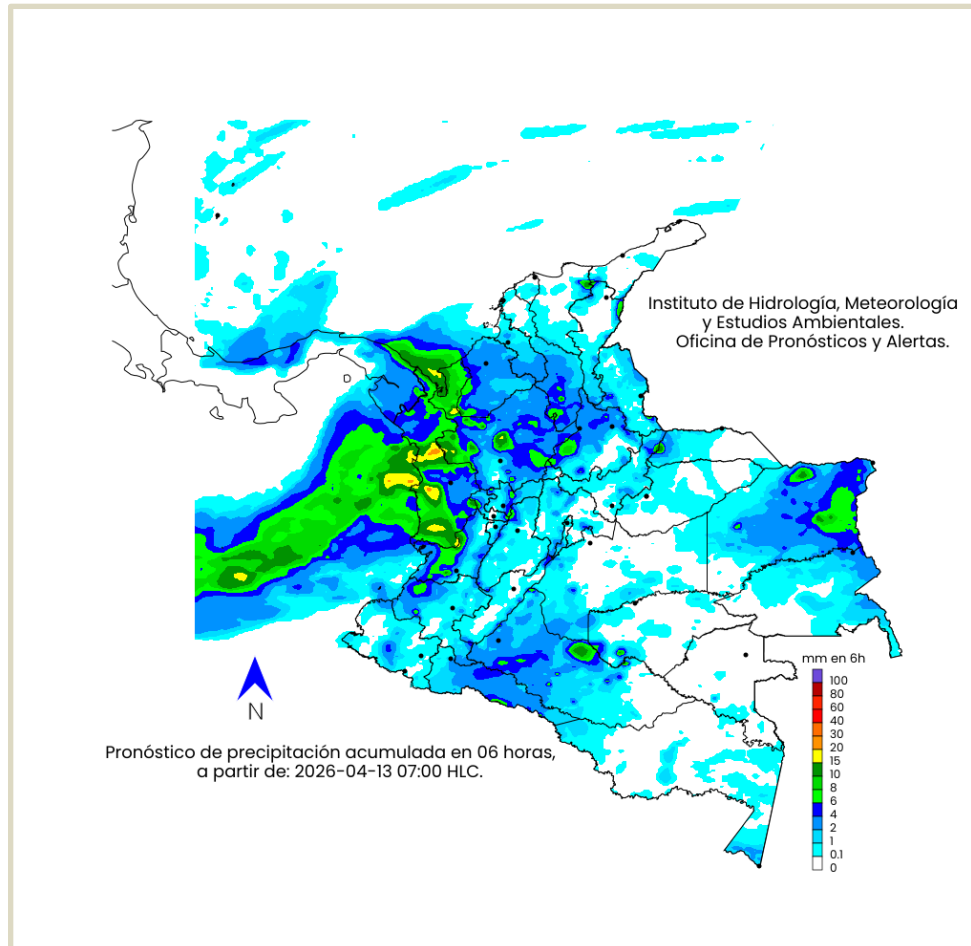 Instituto de Hidrología, Meteorología
y Estudios Ambientales.
Oficina de Pronósticos y Alertas.
mm en 6h
100
80
60
40
30
20
15
10
8
6
4
2
1
0.1
0
N
Pronóstico de precipitación acumulada en 06 horas,
a partir de: 2026-04-13 07:00 HLC.